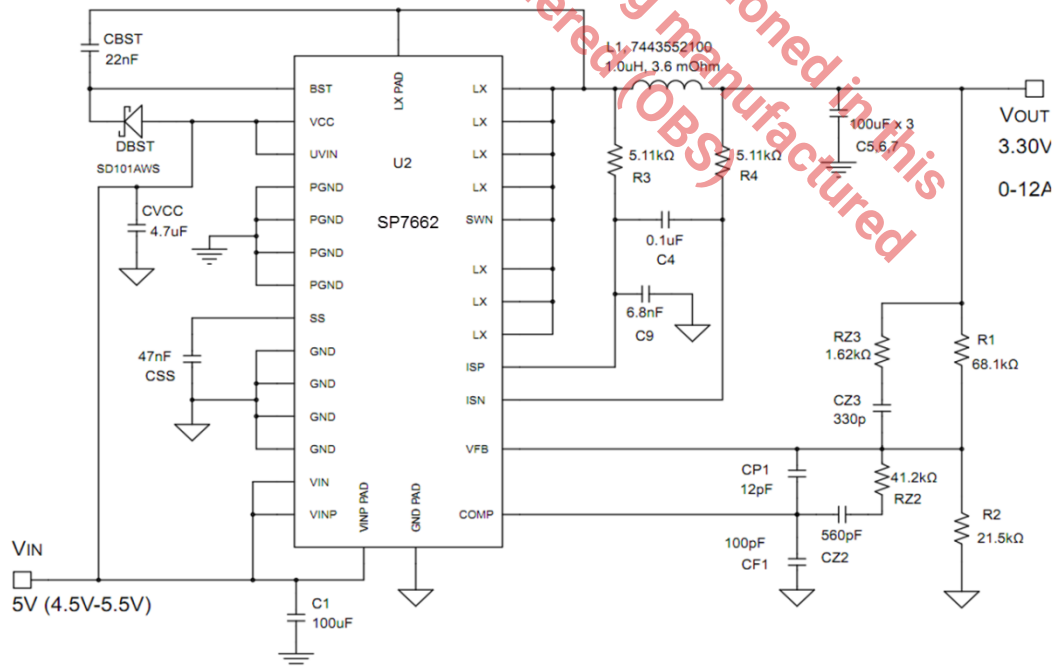 CBST
22nF
DBST
SD101AWS
CVCC
4.7uF
47nF
CSS
VIN
5V (4.5V-5.5V)
C1
100uF
BST
VCC
UVIN
PGND
PGND
PGND
PGND
SS
GND
GND
GND
GND
VIN
VINP
LX PAD
U2
SP7662
VINP PAD
GND PAD
LX
LX
LX
LX
SWN
LX
LX
LX
ISP
ISN
VFB
COMP
L1, 7443552100
1.0uH, 3.6 mOhm
5.11kΩ
R3
5.11kΩ
R4
0.1uF
C4
6.8nF
C9
100uF x 3
C5,6,7
VOUT
3.30V
0-12A
RZ3
1.62kΩ
CZ3
330p
R1
68.1kΩ
CP1
12pF
41.2kΩ
RZ2
560pF
CZ2
100pF
CF1
R2
21.5kΩ
tioned in this
g manufactured
ered (OBS)